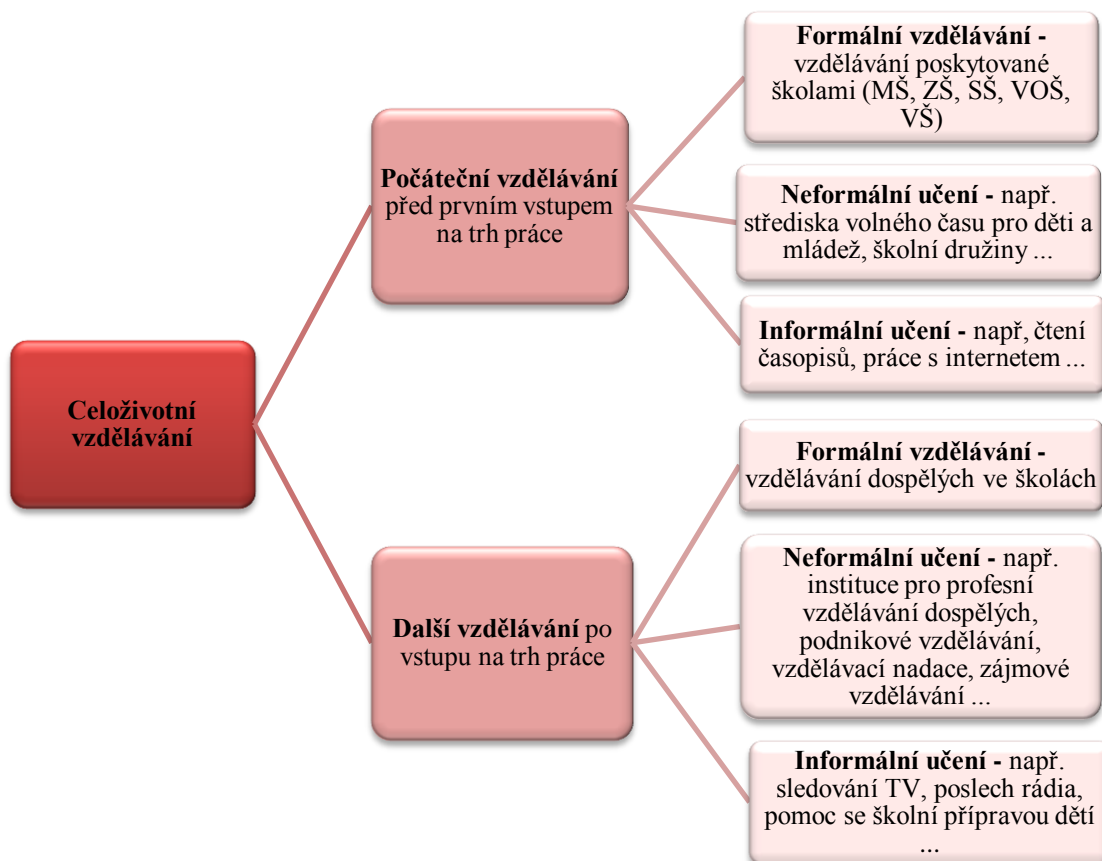 Celoživotní
vzdělávání
Počáteční vzdělávání
před prvním vstupem
na trh práce
Formální vzdělávání -
vzdělávání poskytované
školami (MŠ, ZŠ, SŠ, VOŠ,
VŠ)
Neformální učení - např.
střediska volného času pro děti a
mládež, školní družiny ...
Informální učení - např, čtení
časopisů, práce s internetem ...
Další vzdělávání po
vstupu na trh práce
Formální vzdělávání -
vzdělávání dospělých ve školách
Neformální učení - např.
instituce pro profesní
vzdělávání dospělých,
podnikové vzdělávání,
vzdělávací nadace, zájmové
vzdělávání ...
Informální učení - např.
sledování TV, poslech rádia,
pomoc se školní přípravou dětí
...